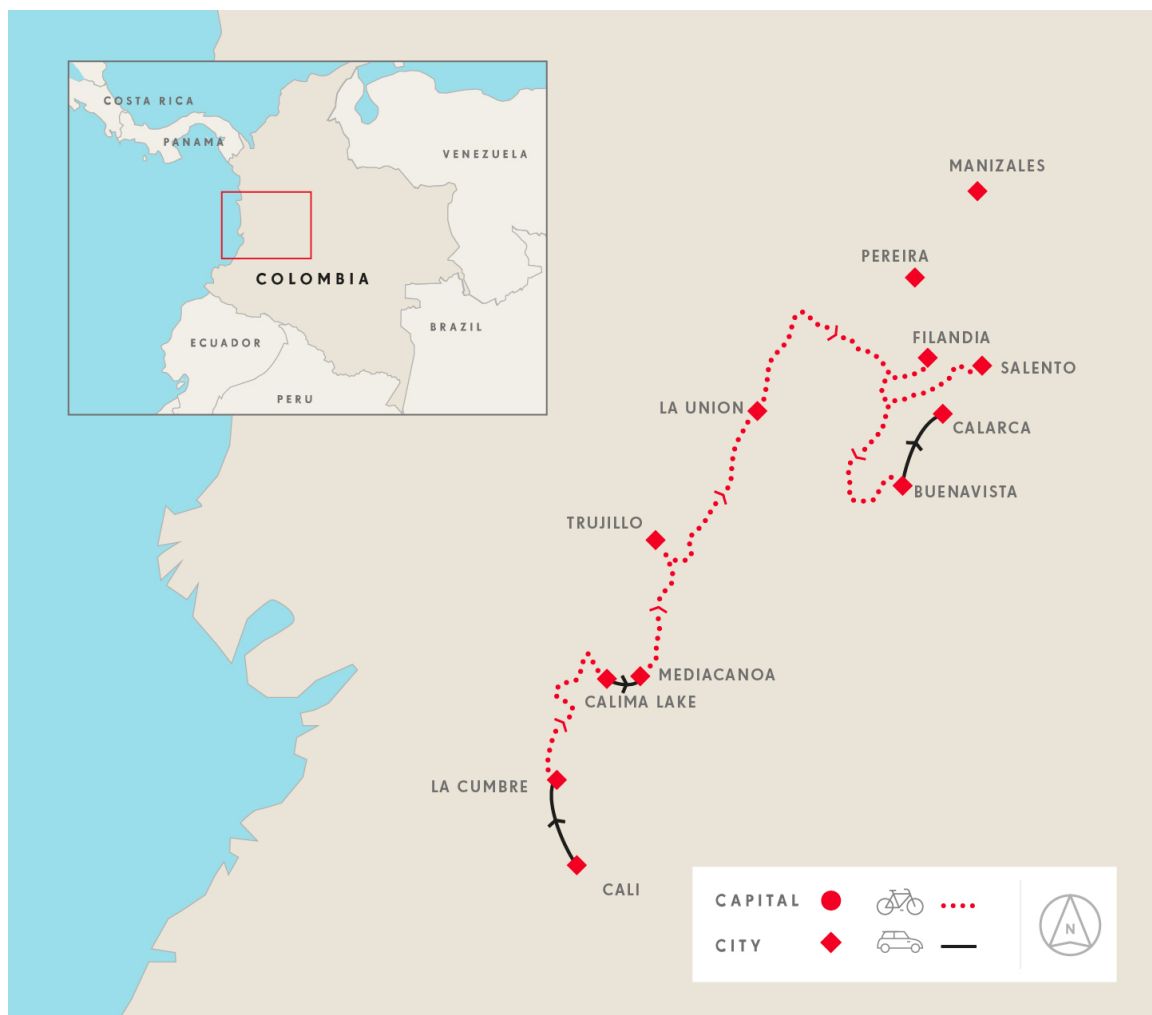 COSTA RICA
PANAMA
VENEZUELA
COLOMBIA
ECUADOR
BRAZIL
PERU
MANIZALES
PEREIRA
FILANDIA
SALENTO
LA UNION
CALARCA
BUENAVISTA
TRUJILLO
MEDIACANOA
CALIMA LAKE
LA CUMBRE
CALI
CAPITAL
CITY
N